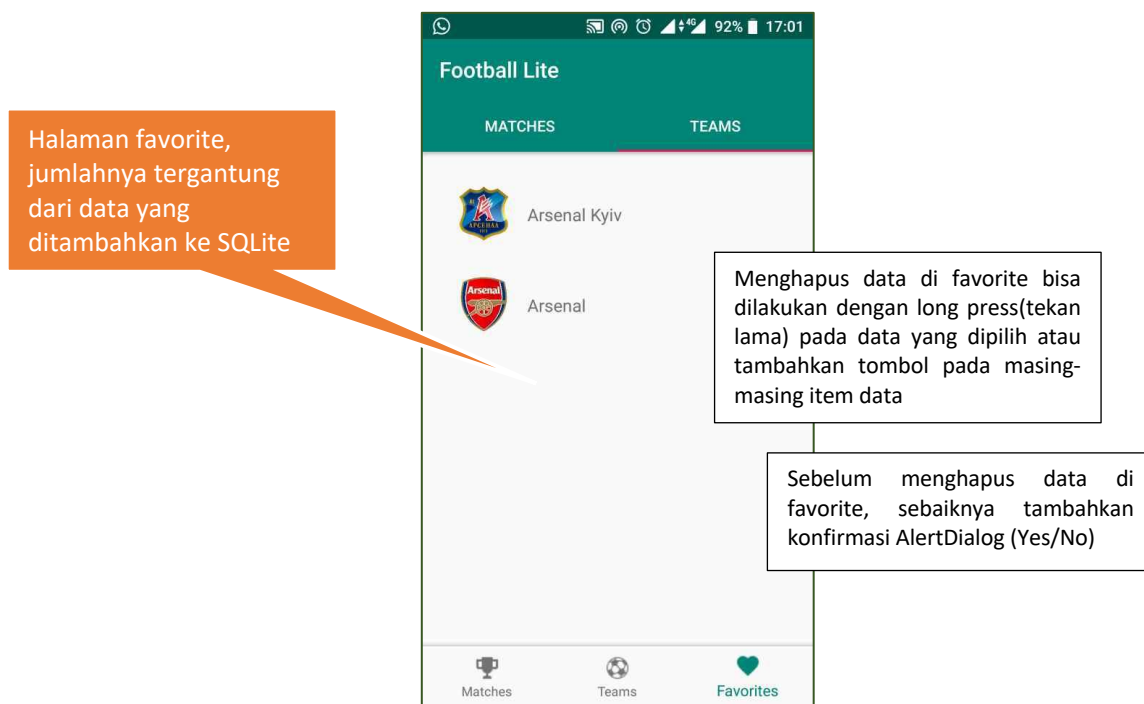 92% 17:01
Football Lite
MATCHES TEAMS
Halaman favorite,
jumlahnya tergantung
dari data yang
ditambahkan ke SQLite
Arsenal Kyiv
Arsenal
Arsenal
Menghapus data di favorite bisa
dilakukan dengan long press(tekan
lama) pada data yang dipilih atau
tambahkan tombol pada masing-
masing item data
Sebelum menghapus data di
favorite, sebaiknya tambahkan
konfirmasi AlertDialog (Yes/No)
Matches Teams Favorites